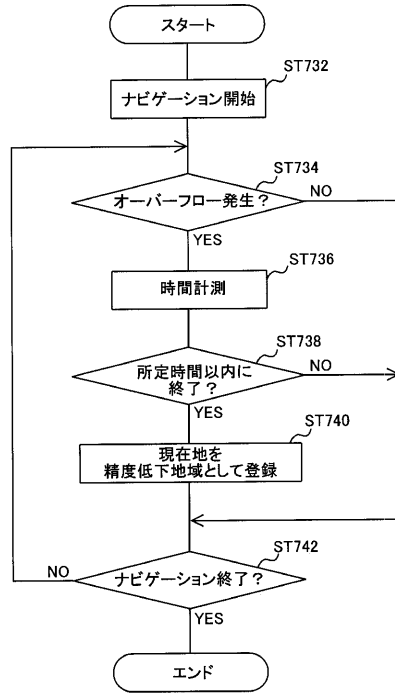 スタート
ST732
ナビゲーション開始
ST734
オーバーフロー発生？
NO
YES
ST736
時間計測
ST738
所定時間以内に
終了？
NO
YES
ST740
現在地を
精度低下地域として登録
ST742
ナビゲーション終了？
NO
YES
エンド